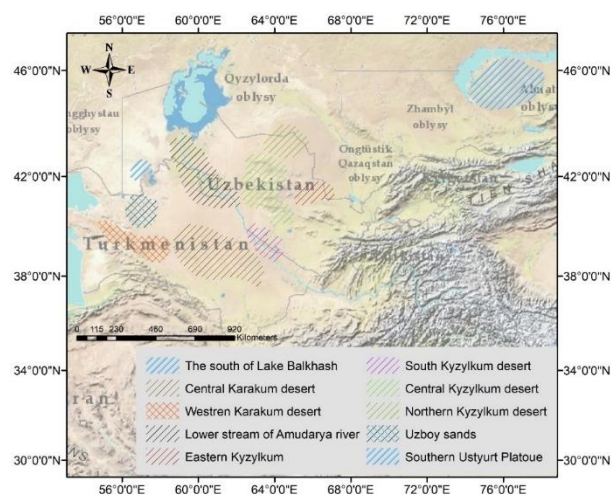 56°0'0"E 60°0'0"E 64°0'0"E 68°0'0"E 72°0'0"E 76°0'0"E
N
W E
S
46°0'0"N 46°0'0"N
Qyzylorda
oblysy
ngghystau
oblysy
Zhambyl
oblysy
Almat
oblysy
Ongtüstik
Qazaqstan
oblysy
42°0'0"N 42°0'0"N
Uzbekistan
TIEN SHA
Turkmenistan
38°0'0"N 38°0'0"N
0 115 230 460 690 920
Kilometers
The south of Lake Balkhash
South Kyzylkum desert
Central Karakum desert
Central Kyzylkum desert
Westren Karakum desert
Northern Kyzylkum desert
Lower stream of Amudarya river
Uzboy sands
Eastern Kyzylkum
Southern Ustyurt Platoue
34°0'0"N 34°0'0"N
ran
30°0'0"N 30°0'0"N
56°0'0"E 60°0'0"E 64°0'0"E 68°0'0"E 72°0'0"E 76°0'0"E